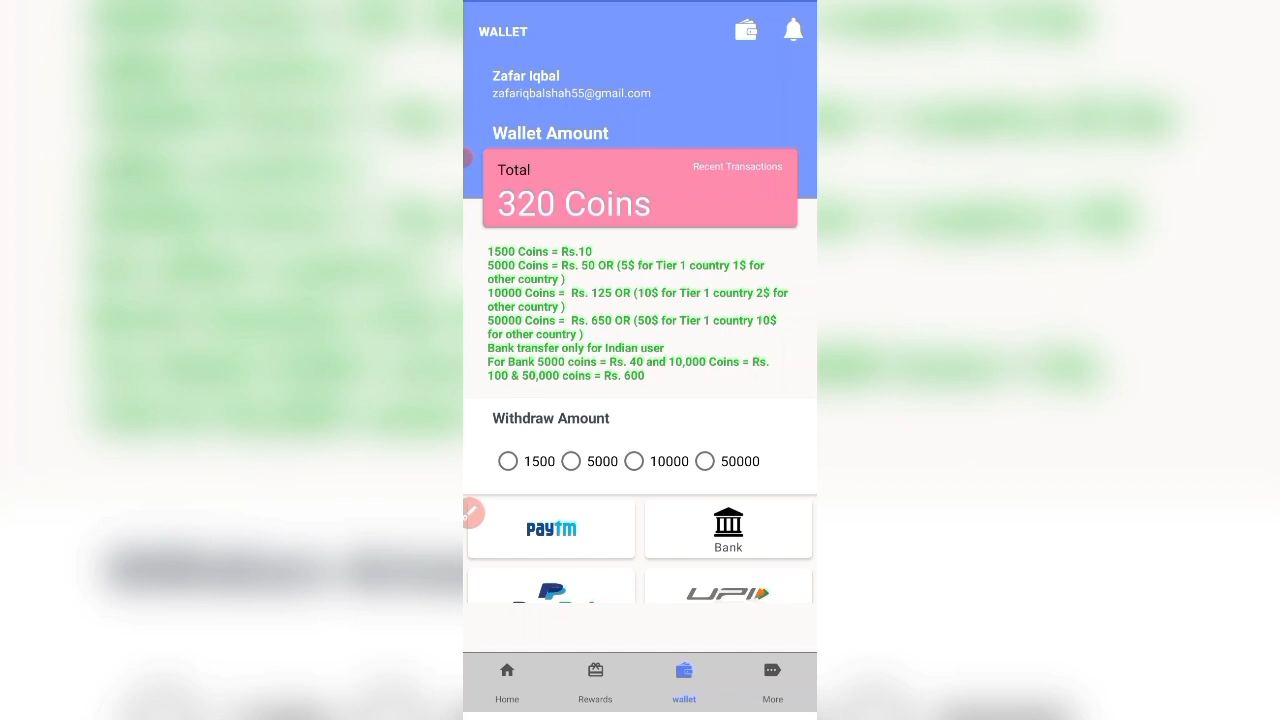 WALLET
Zafar Iqbal
zafariqbalshah55@gmail.com
Wallet Amount
Total
Recent Transactions
320 Coins
1500 Coins = Rs.10
5000 Coins = Rs. 50 OR (5$ for Tier 1 country 1$ for
other country )
10000 Coins =  Rs. 125 OR (10$ for Tier 1 country 2$ for
other country )
50000 Coins =  Rs. 650 OR (50$ for Tier 1 country 10$
for other country )
Bank transfer only for Indian user
For Bank 5000 coins = Rs. 40 and 10,000 Coins = Rs.
100 & 50,000 coins = Rs. 600
Withdraw Amount
1500 5000 10000 50000
paytm
Bank
UPI
Home Rewards wallet More